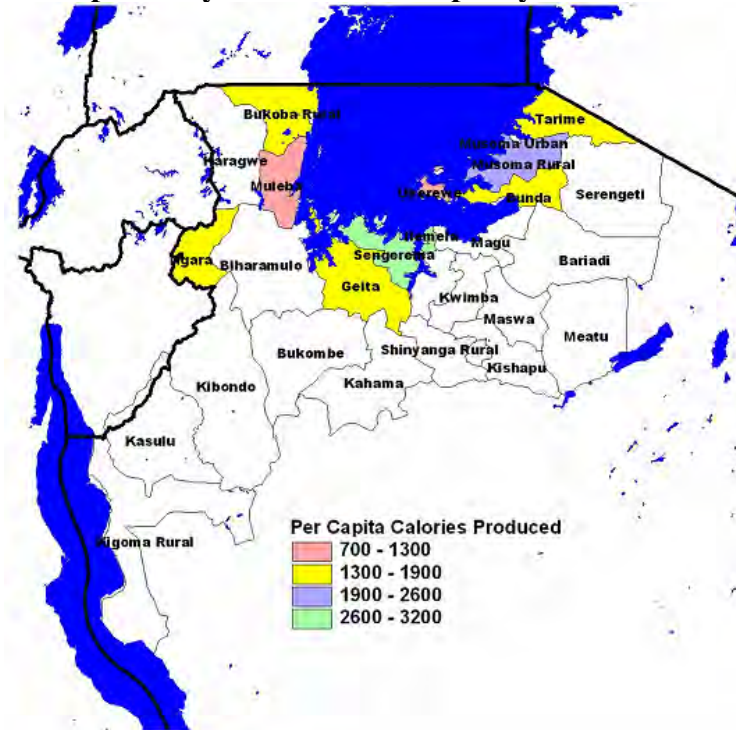 Bukoba Rural
Tarime
Musoma Urban
Karagwe
Musoma Rural
Muleba
Ukerewe
Bunda
Serengeti
Ilemela
Magu
Ngara
Biharamulo
Sengerema
Bariadi
Geita
Kwimba
Maswa
Meatu
Bukombe
Shinyanga Rural
Kishapu
Kibondo
Kahama
Kasulu
Kigoma Rural
Per Capita Calories Produced
700 - 1300
1300 - 1900
1900 - 2600
2600 - 3200